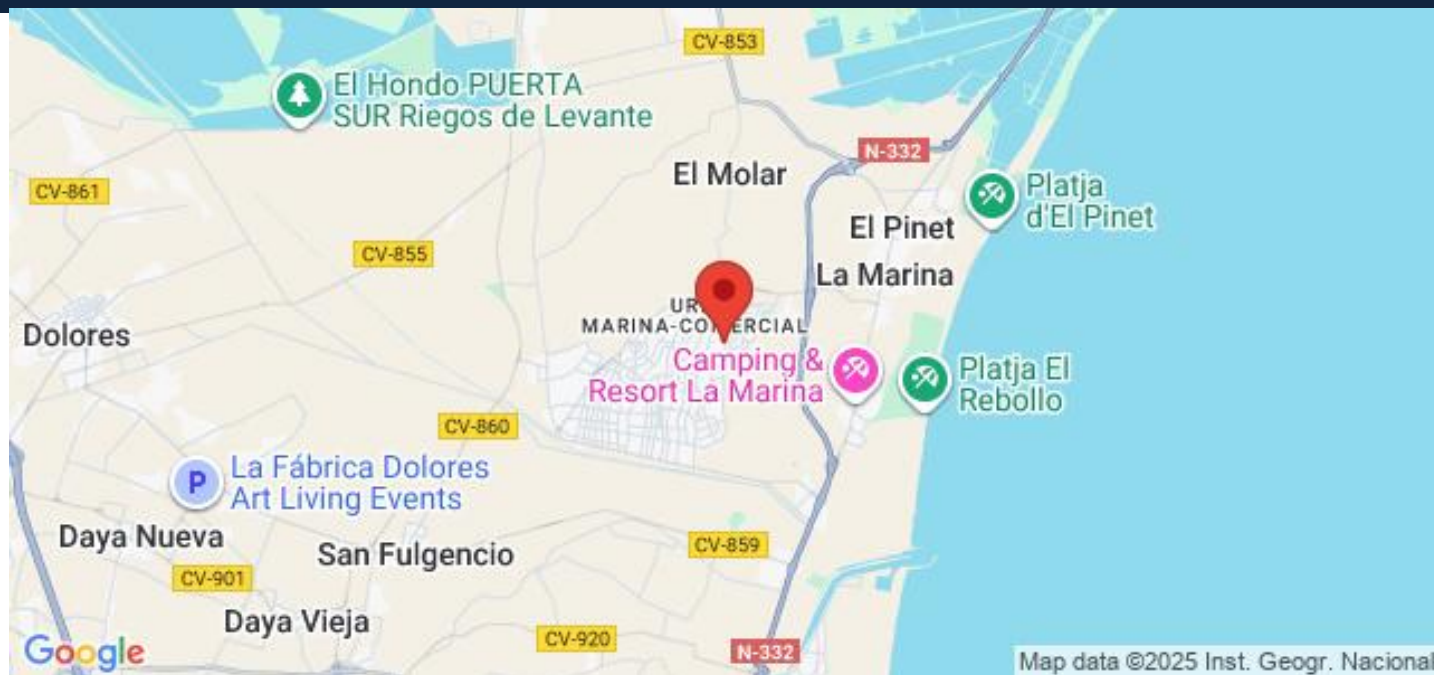 CV-853
El Hondo PUERTA
SUR Riegos de Levante
N-332
El Molar
CV-861
Platja
d'El Pinet
El Pinet
CV-855
La Marina
MARINA-COMERCIAL
Dolores
Camping &
Resort La Marina
Platja El
Rebollo
CV-860
La Fábrica Dolores
Art Living Events
P
Daya Nueva
San Fulgencio
CV-859
CV-901
Daya Vieja
CV-920
N-332
Google
Map data ©2025 Inst. Geogr. Nacional